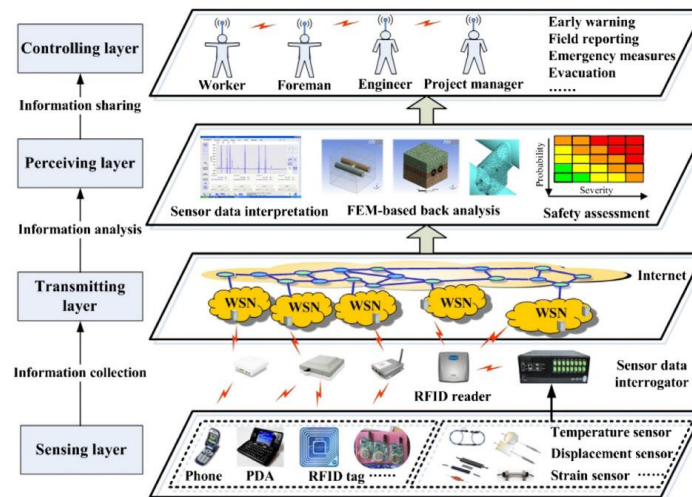 Controlling layer
Information sharing
Perceiving layer
Information analysis
Transmitting layer
Information collection
Sensing layer
Worker
Foreman
Engineer
Project manager
Early warning
Field reporting
Emergency measures
Evacuation
......
Sensor data interpretation
FEM-based back analysis
Probability
Severity
Safety assessment
WSN
WSN
WSN
WSN
WSN
Internet
RFID reader
Sensor data
interrogator
Phone
PDA
RFID tag
......
Temperature sensor
Displacement sensor
Strain sensor ......